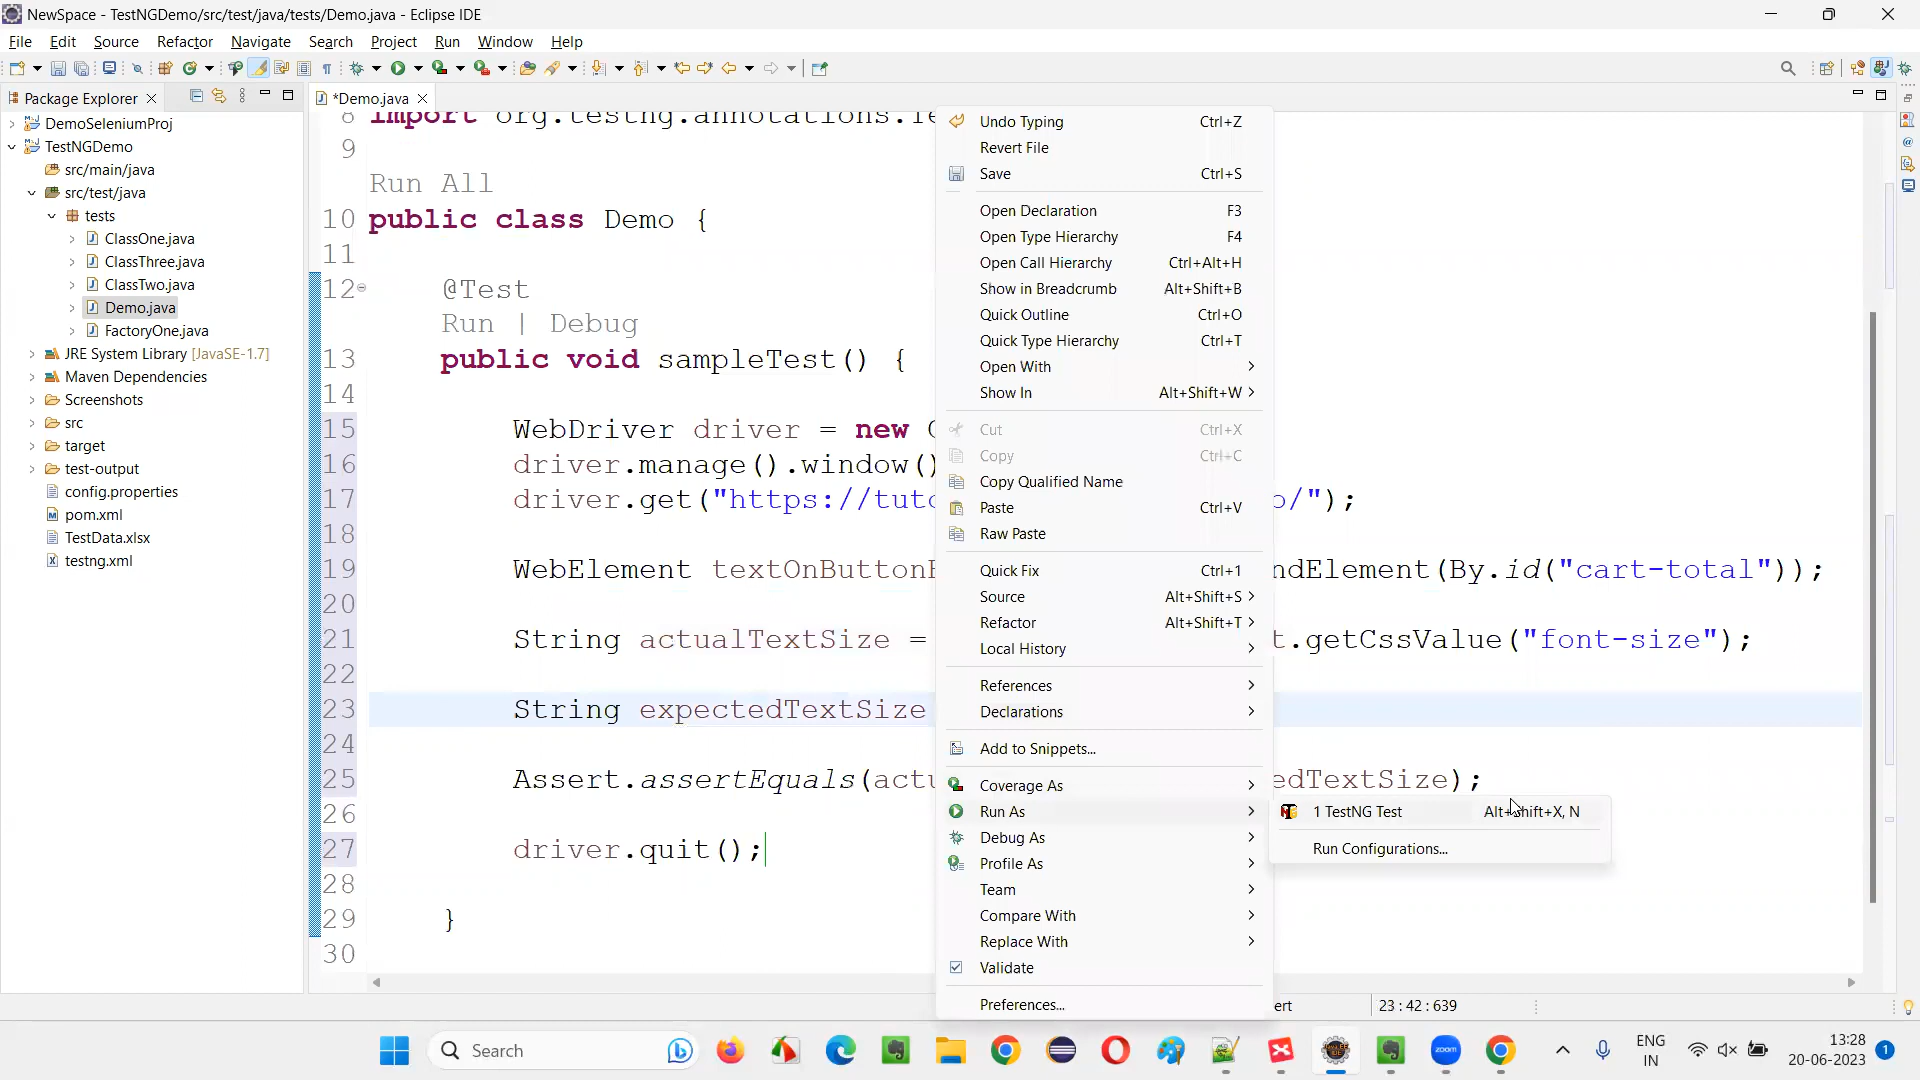 NewSpace - TestNGDemo/src/test/java/tests/Demo.java - Eclipse IDE
File Edit Source Refactor Navigate Search Project Run Window Help
Package Explorer
*Demo.java
DemoSeleniumProj
TestNGDemo
src/main/java
src/test/java
tests
ClassOne.java
ClassThree.java
ClassTwo.java
Demo.java
FactoryOne.java
JRE System Library [JavaSE-1.7]
Maven Dependencies
Screenshots
src
target
test-output
config.properties
pom.xml
TestData.xlsx
testng.xml
8 import org.testng.annotations.
9
Run All
10 public class Demo {
11
12 @Test
Run | Debug
13 public void sampleTest() {
14
15 WebDriver driver = new
16 driver.manage().window()
17 driver.get("https:// /");
18
19 WebElement By.id("cart-total"));
20
21 String actualTextSize = .getCssValue("font-size");
22
23 String expectedTextSize
24
25 Assert.assertEquals( );
26
27 driver.quit();
28
29 }
30
Undo Typing Ctrl+Z
Revert File
Save Ctrl+S
Open Declaration F3
Open Type Hierarchy F4
Open Call Hierarchy Ctrl+Alt+H
Show in Breadcrumb Alt+Shift+B
Quick Outline Ctrl+O
Quick Type Hierarchy Ctrl+T
Open With
Show In Alt+Shift+W
Cut Ctrl+X
Copy Ctrl+C
Copy Qualified Name
Paste Ctrl+V
Raw Paste
Quick Fix Ctrl+1
Source Alt+Shift+S
Refactor Alt+Shift+T
Local History
References
Declarations
Add to Snippets...
Coverage As
Run As
Debug As
Profile As
Team
Compare With
Replace With
Validate
Preferences...
1 TestNG Test Alt+Shift+X, N
Run Configurations...
23 : 42 : 639
Search
zoom
ENG
IN
13:28
20-06-2023
1